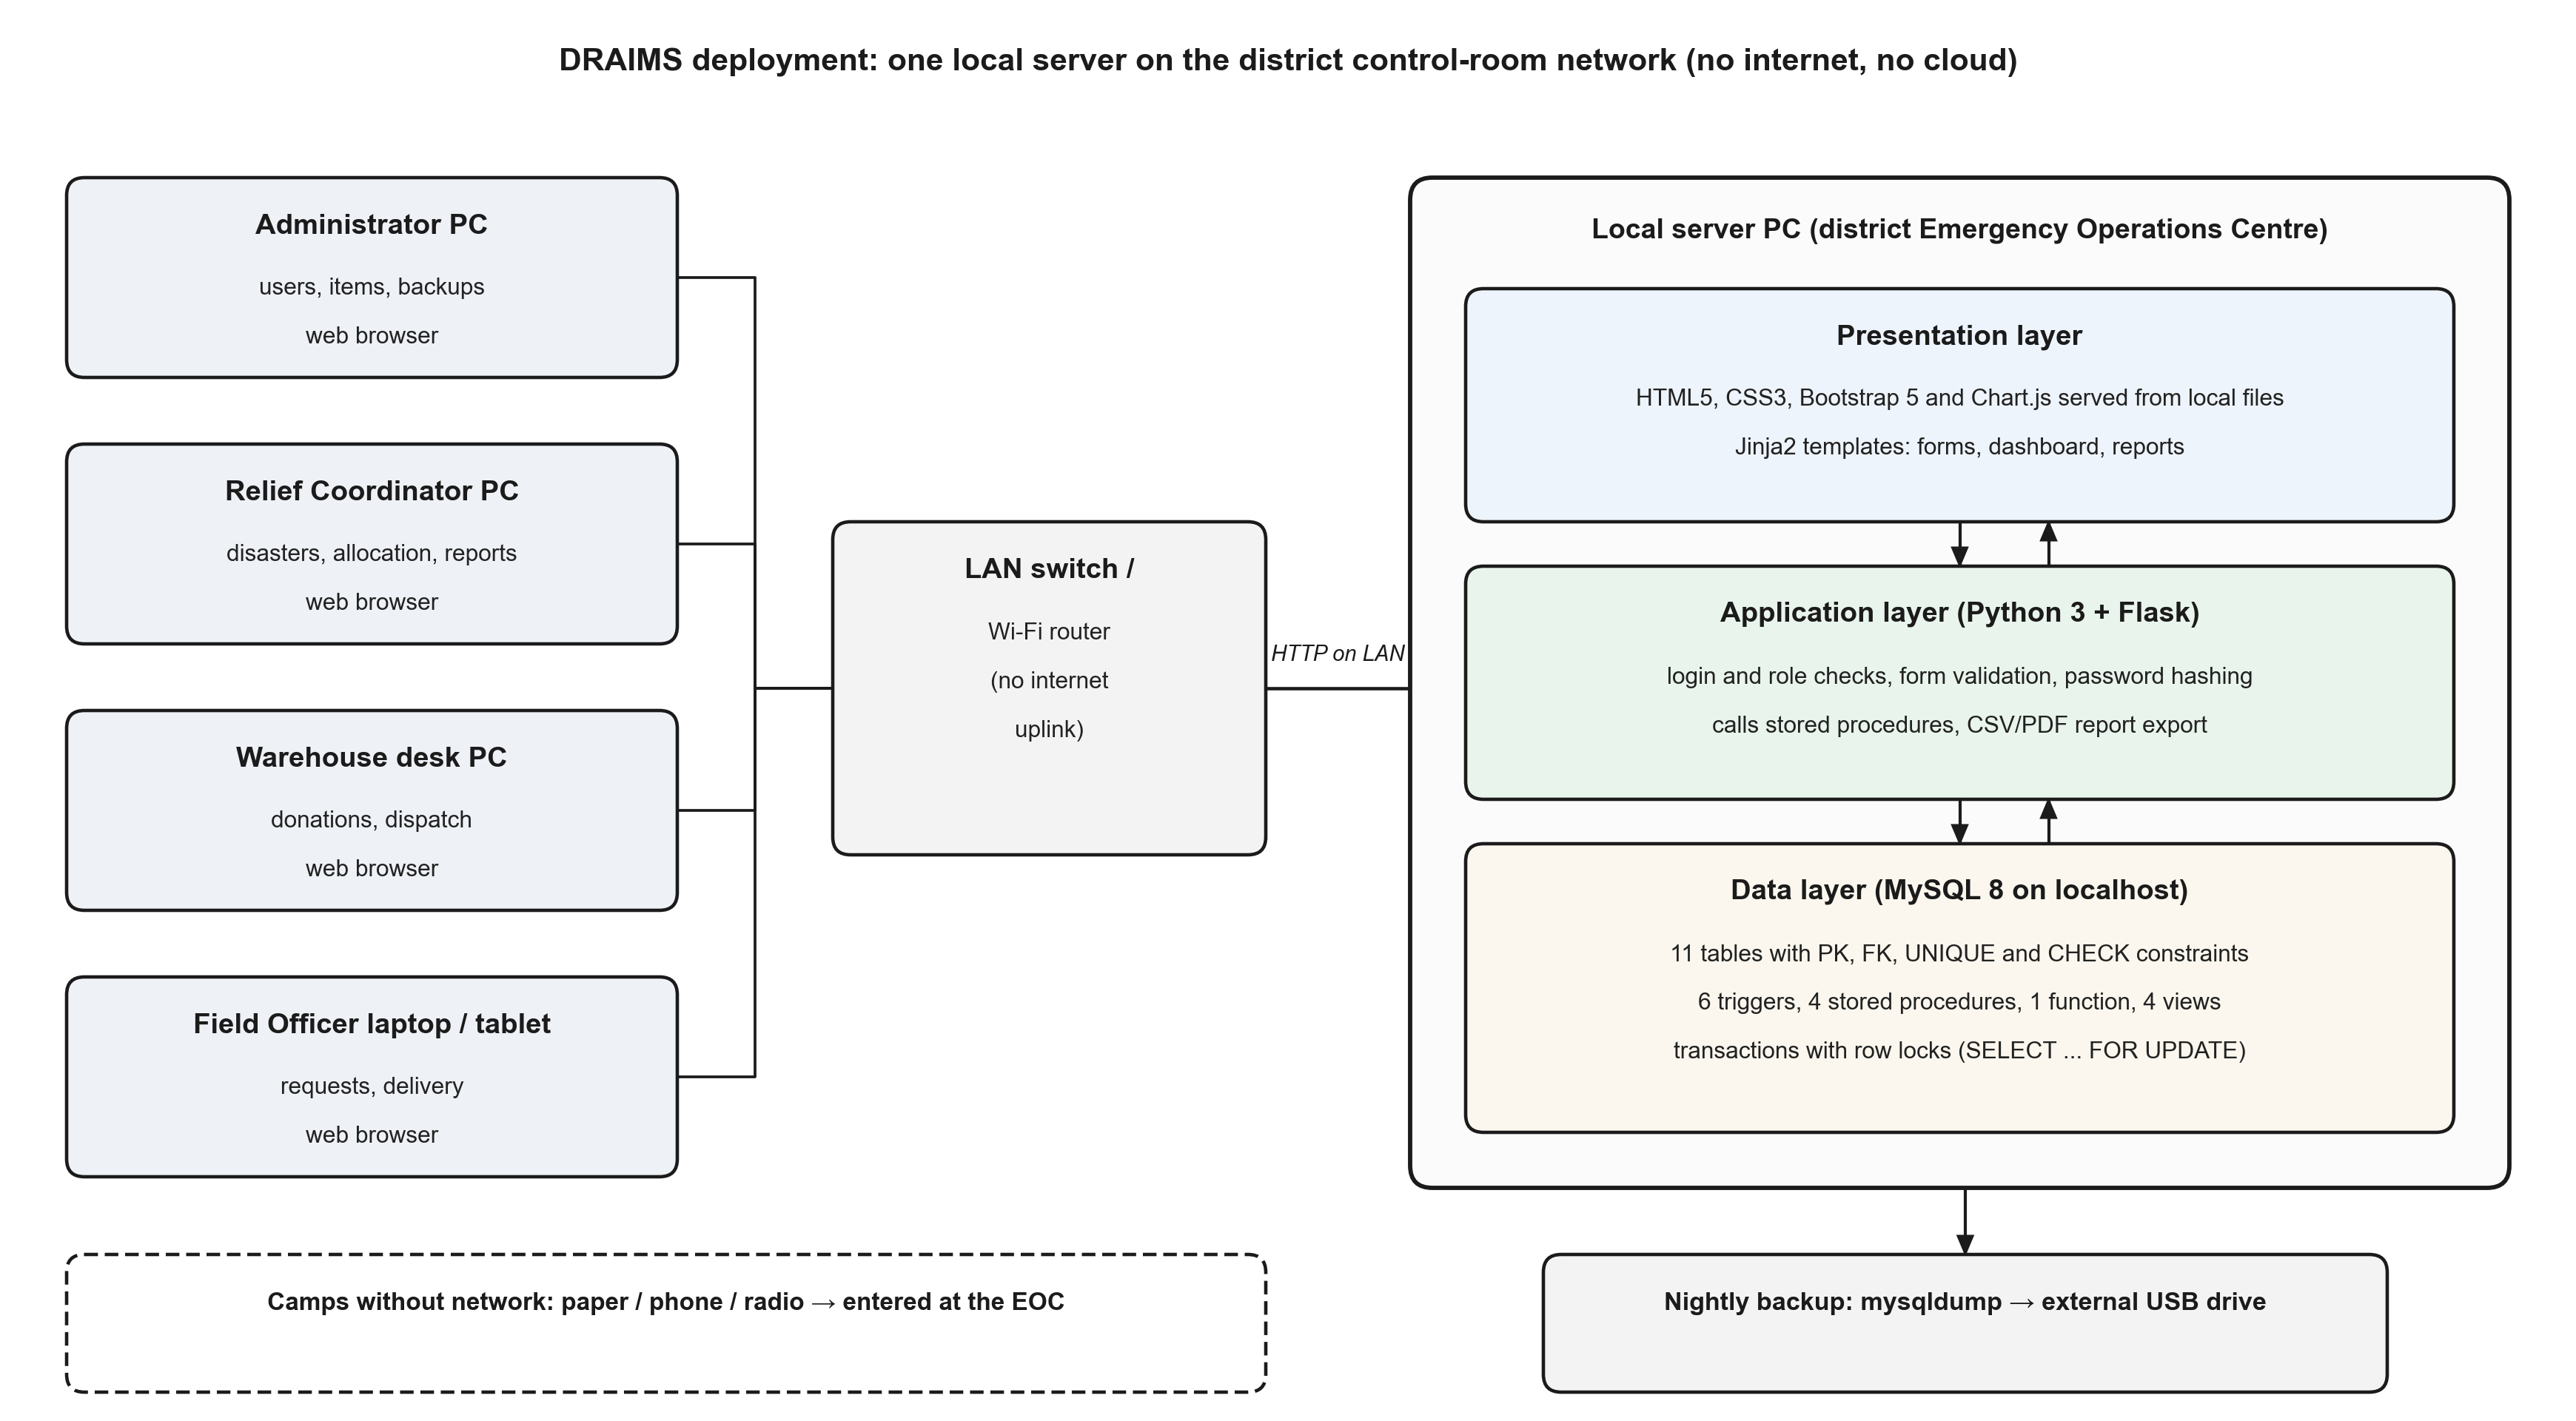 DRAIMS deployment: one local server on the district control-room network (no internet, no cloud)
Administrator PC
users, items, backups
web browser
Relief Coordinator PC
disasters, allocation, reports
web browser
Warehouse desk PC
donations, dispatch
web browser
Field Officer laptop / tablet
requests, delivery
web browser
LAN switch /
Wi-Fi router
(no internet
uplink)
HTTP on LAN
Local server PC (district Emergency Operations Centre)
Presentation layer
HTML5, CSS3, Bootstrap 5 and Chart.js served from local files
Jinja2 templates: forms, dashboard, reports
Application layer (Python 3 + Flask)
login and role checks, form validation, password hashing
calls stored procedures, CSV/PDF report export
Data layer (MySQL 8 on localhost)
11 tables with PK, FK, UNIQUE and CHECK constraints
6 triggers, 4 stored procedures, 1 function, 4 views
transactions with row locks (SELECT ... FOR UPDATE)
Camps without network: paper / phone / radio → entered at the EOC
Nightly backup: mysqldump → external USB drive